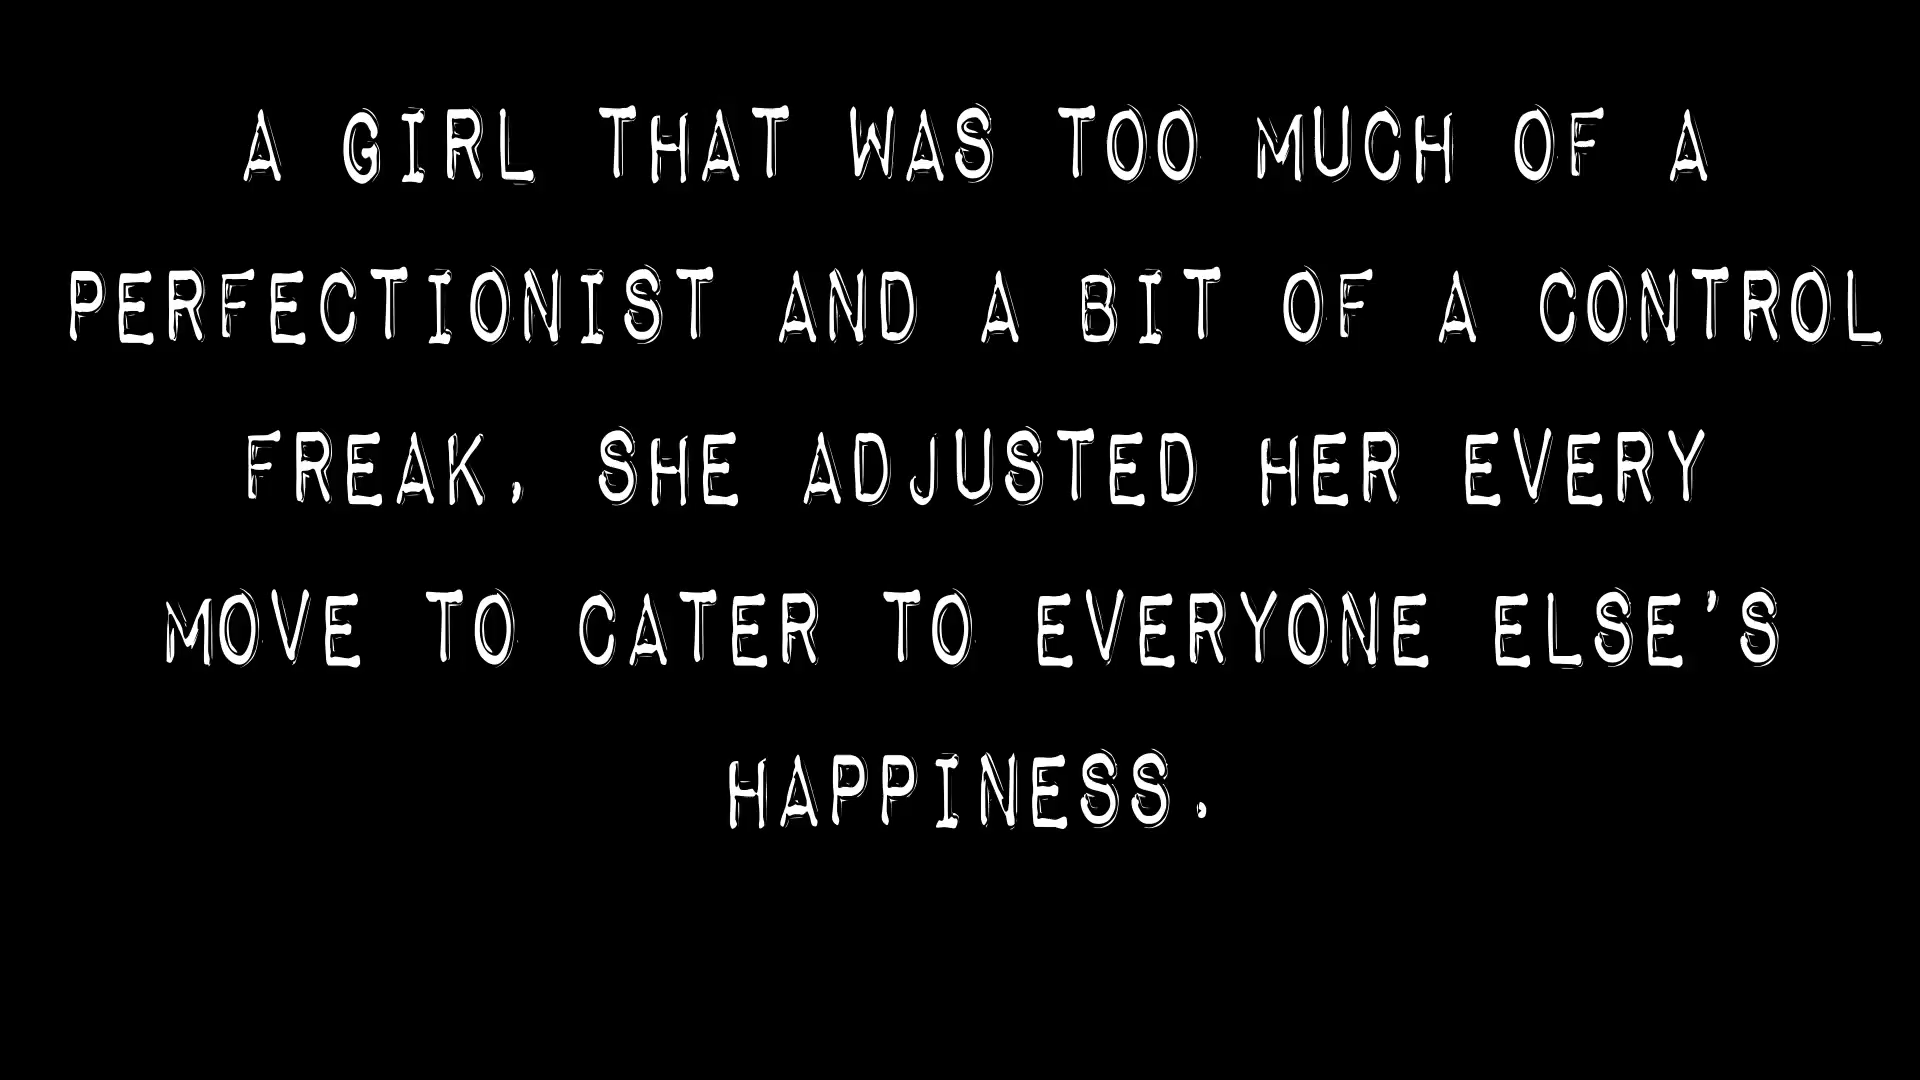 A GIRL THAT WAS TOO MUCH OF A
PERFECTIONIST AND A BIT OF A CONTROL
FREAK, SHE ADJUSTED HER EVERY
MOVE TO CATER TO EVERYONE ELSE'S
HAPPINESS.